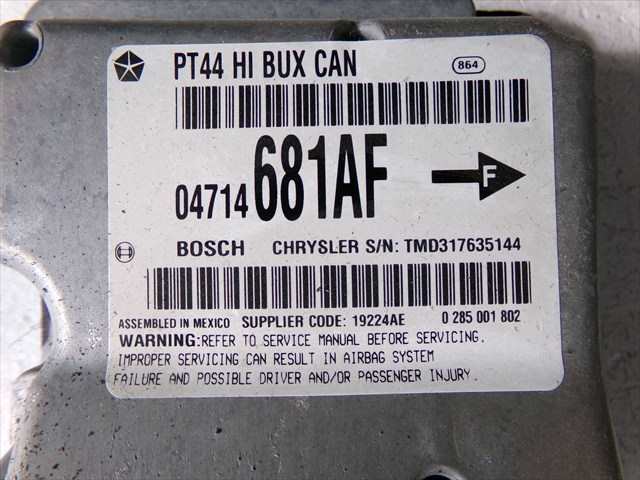 PT44 HI BUX CAN
864
04714 681AF
F
BOSCH CHRYSLER S/N: TMD317635144
ASSEMBLED IN MEXICO SUPPLIER CODE: 19224AE 0 285 001 802
WARNING:REFER TO SERVICE MANUAL BEFORE SERVICING.
IMPROPER SERVICING CAN RESULT IN AIRBAG SYSTEM
FAILURE AND POSSIBLE DRIVER AND/OR PASSENGER INJURY.